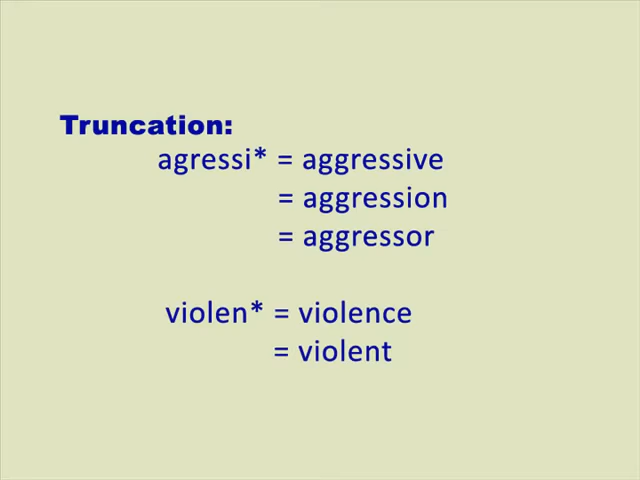 Truncation:
agressi* = aggressive
= aggression
= aggressor
violen* = violence
= violent